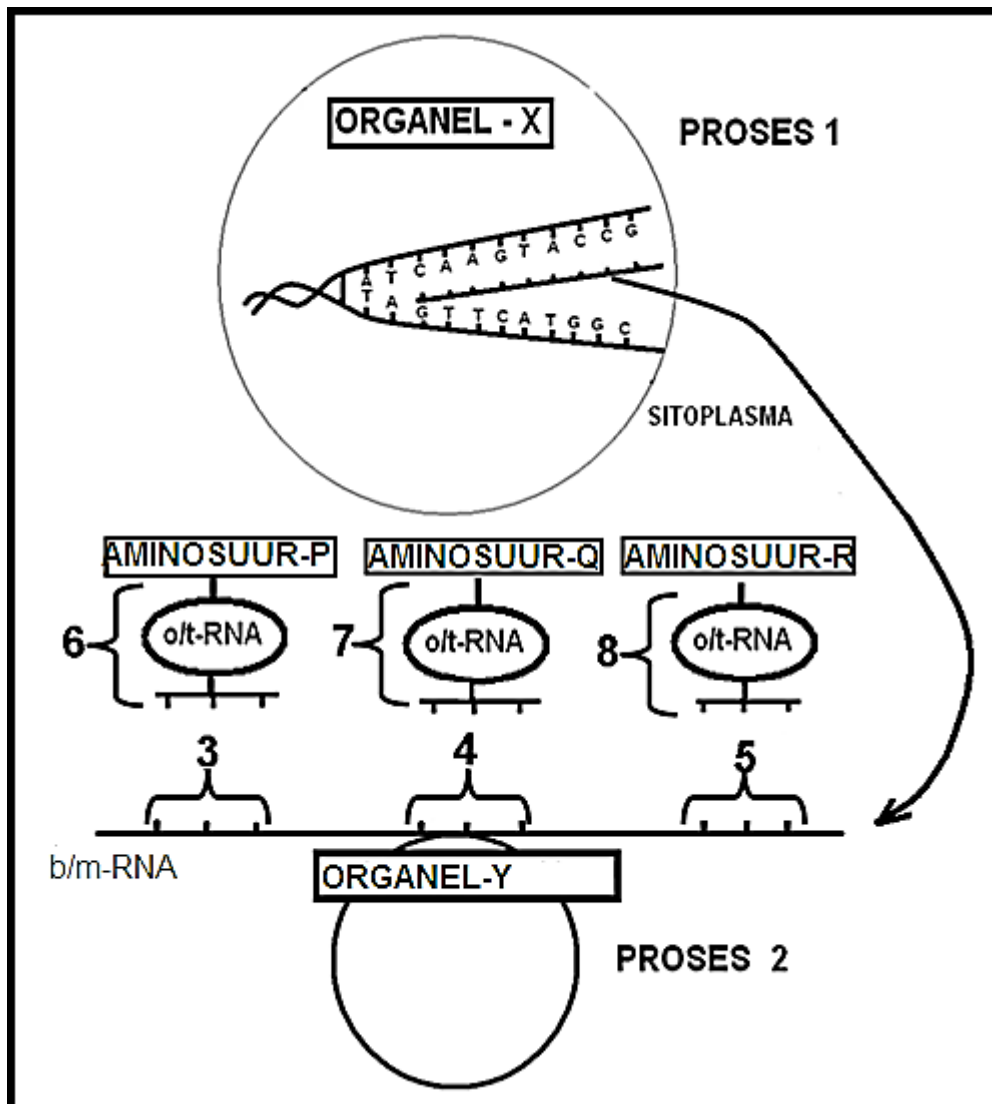 ORGANEL - X
PROSES 1
A T C A A G T A C C G
T A G T T C A T G G C
SITOPLASMA
AMINOSUUR-P AMINOSUUR-Q AMINOSUUR-R
6 o/t-RNA 7 o/t-RNA 8 o/t-RNA
3 4 5
b/m-RNA
ORGANEL-Y
PROSES 2